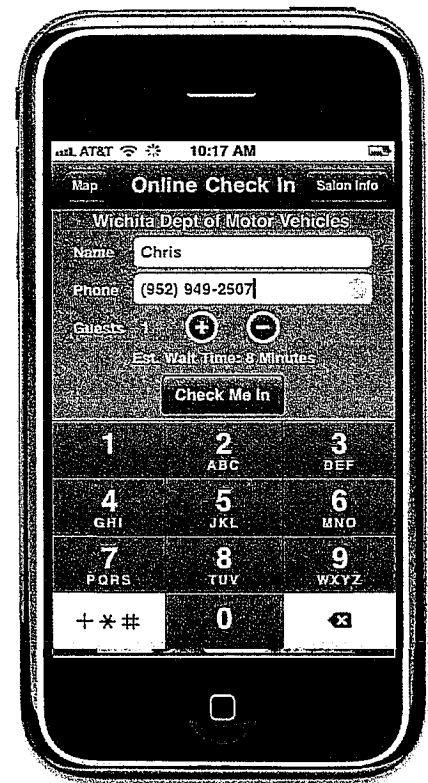 AT&T 10:17 AM
Map Online Check In Salon Info
Wichita Dept of Motor Vehicles
Name Chris
Phone (952) 949-2507
Guests 1 + −
Est. Wait Time: 8 Minutes
Check Me In
1 2 3
ABC DEF
4 5 6
GHI JKL MNO
7 8 9
PQRS TUV WXYZ
+*# 0